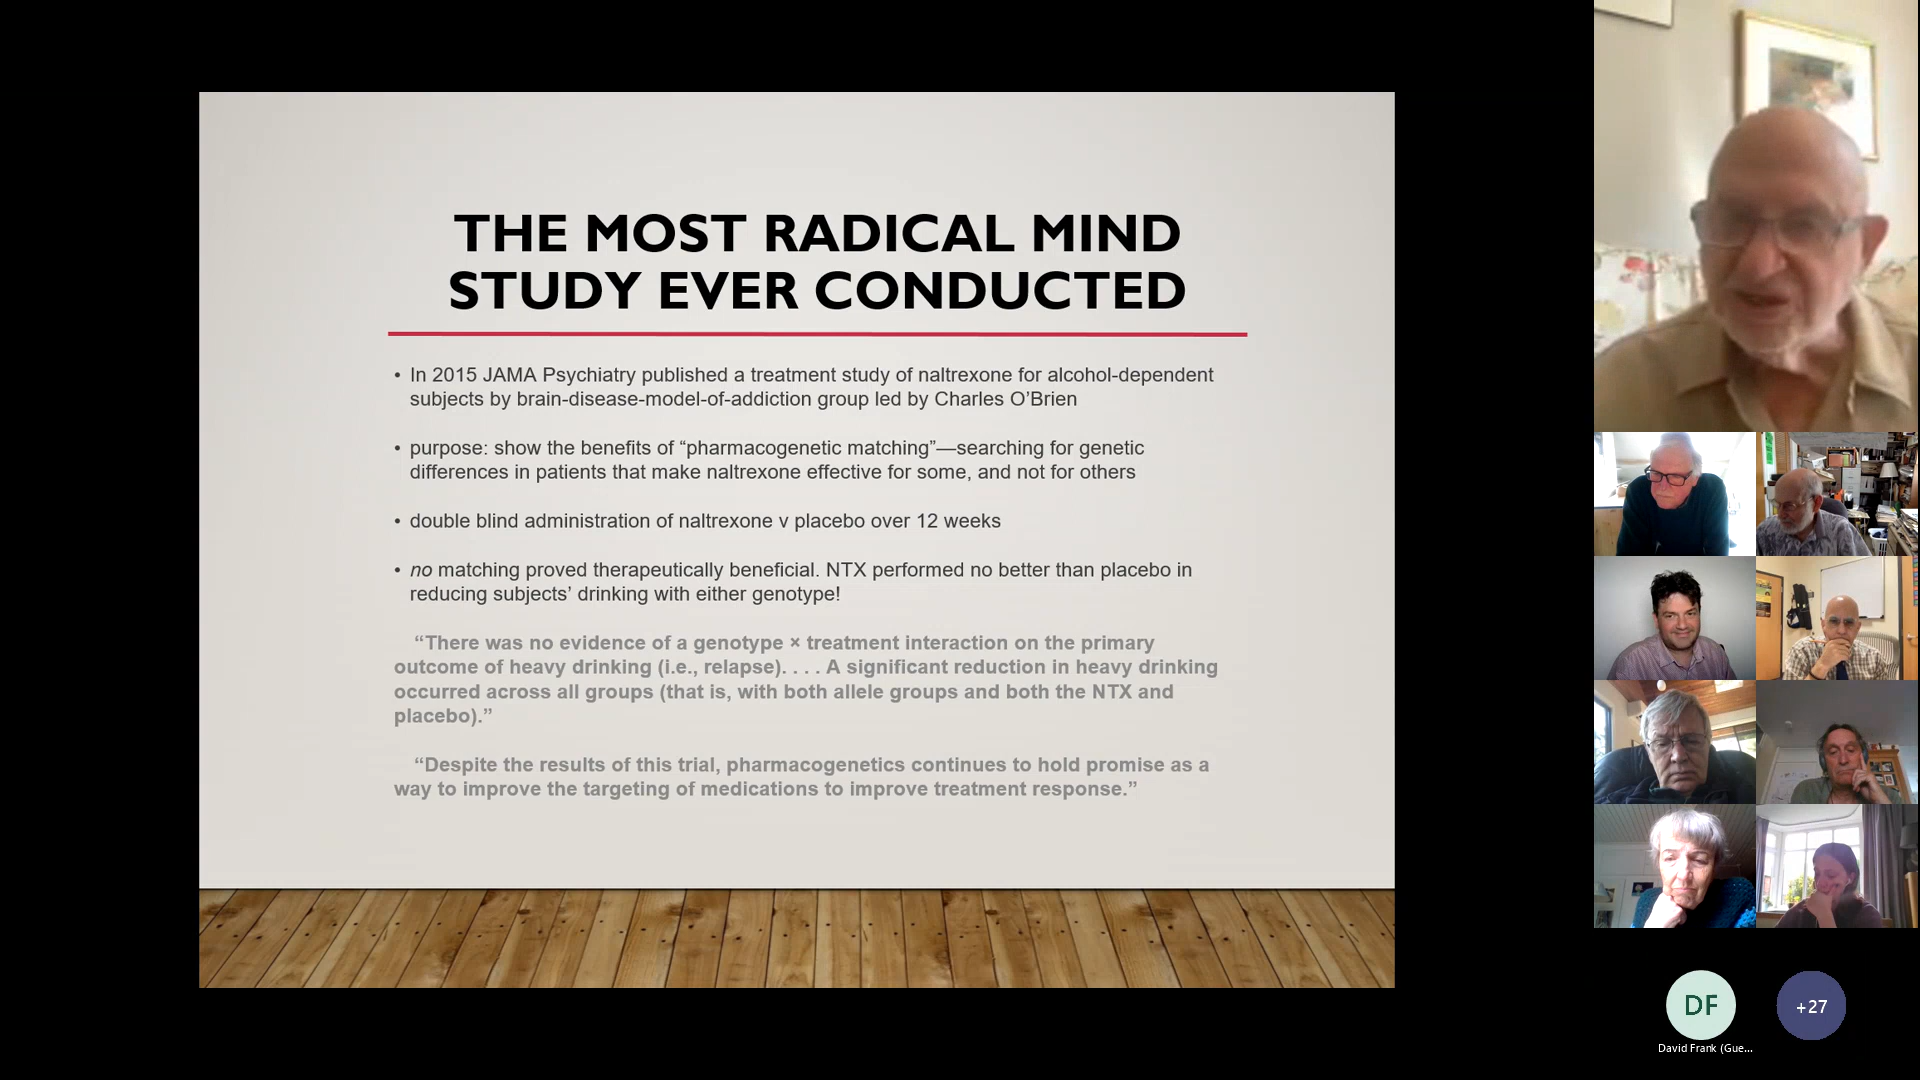 THE MOST RADICAL MIND
STUDY EVER CONDUCTED
• In 2015 JAMA Psychiatry published a treatment study of naltrexone for alcohol-dependent
subjects by brain-disease-model-of-addiction group led by Charles O’Brien
• purpose: show the benefits of “pharmacogenetic matching”—searching for genetic
differences in patients that make naltrexone effective for some, and not for others
• double blind administration of naltrexone v placebo over 12 weeks
• no matching proved therapeutically beneficial. NTX performed no better than placebo in
reducing subjects’ drinking with either genotype!
“There was no evidence of a genotype × treatment interaction on the primary
outcome of heavy drinking (i.e., relapse). . . . A significant reduction in heavy drinking
occurred across all groups (that is, with both allele groups and both the NTX and
placebo).”
“Despite the results of this trial, pharmacogenetics continues to hold promise as a
way to improve the targeting of medications to improve treatment response.”
DF
+27
David Frank (Gue...